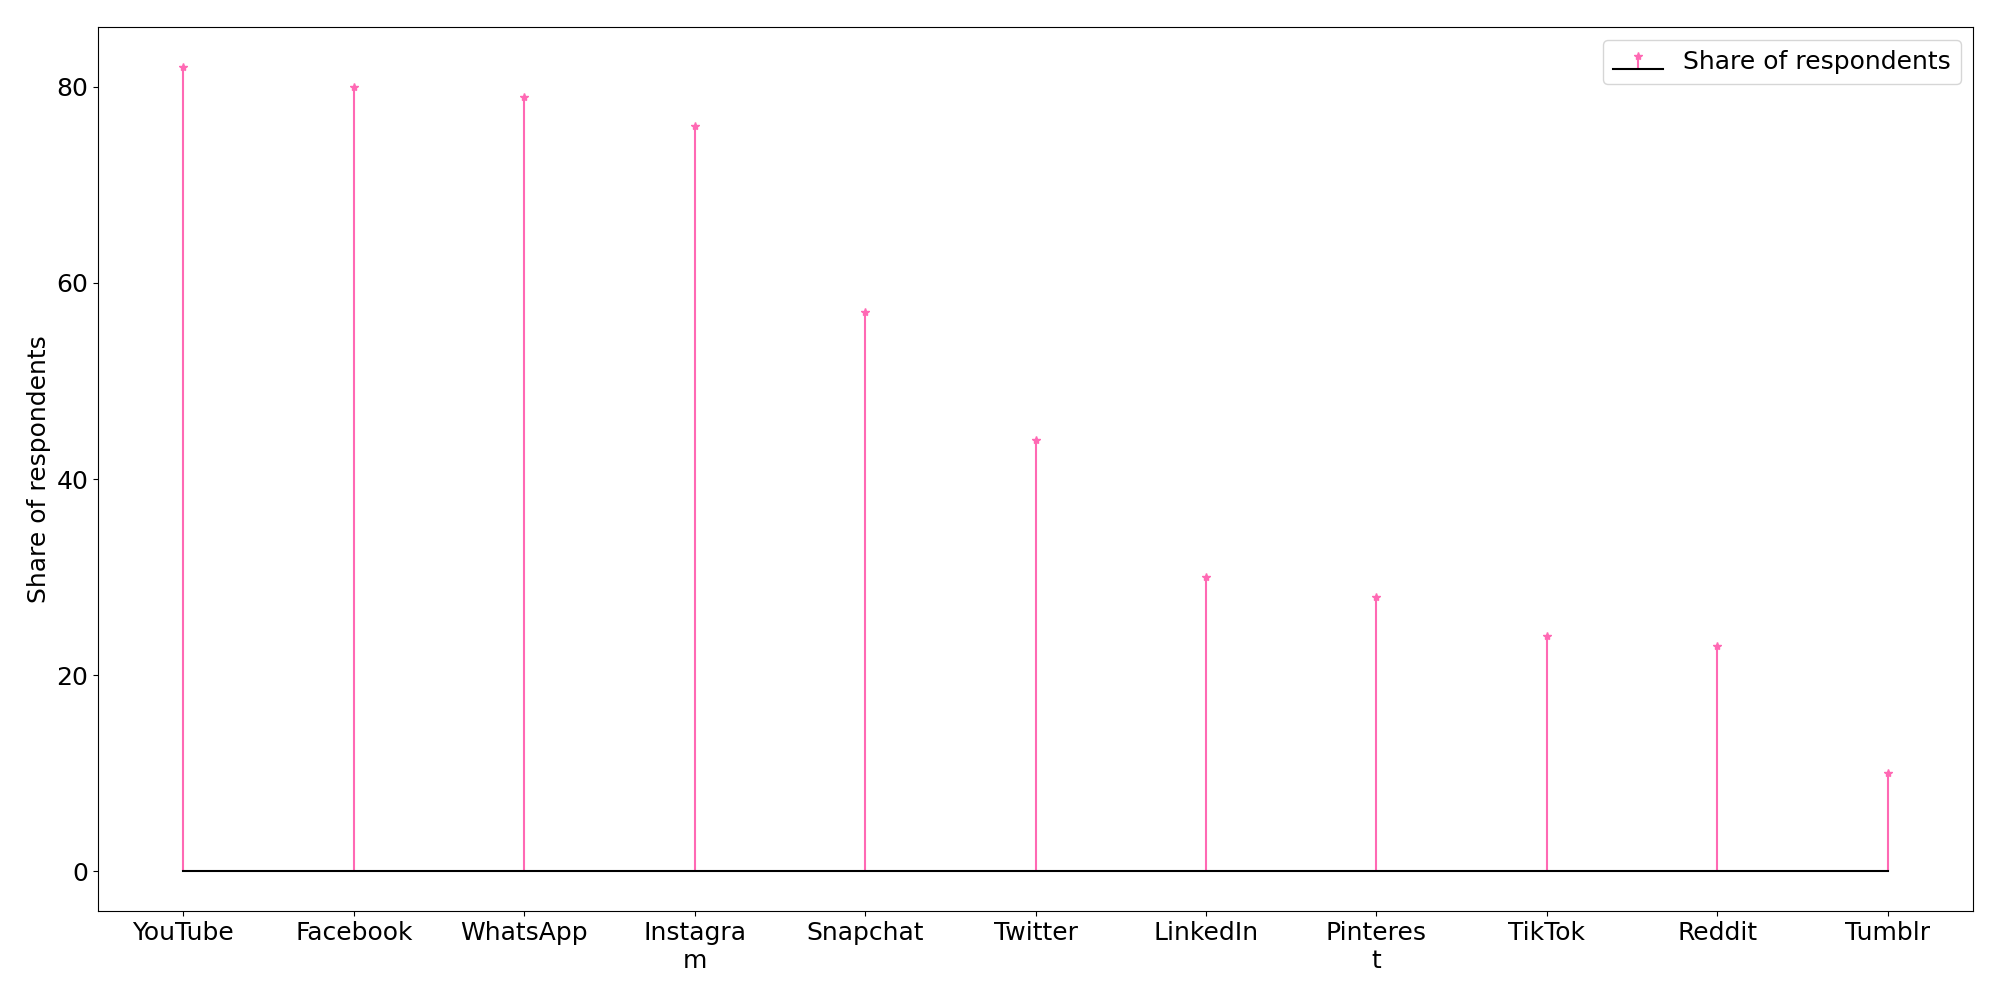 Share of respondents
Share of respondents
80
60
40
20
0
YouTube
Facebook
WhatsApp
Instagra
m
Snapchat
Twitter
LinkedIn
Pinteres
t
TikTok
Reddit
Tumblr